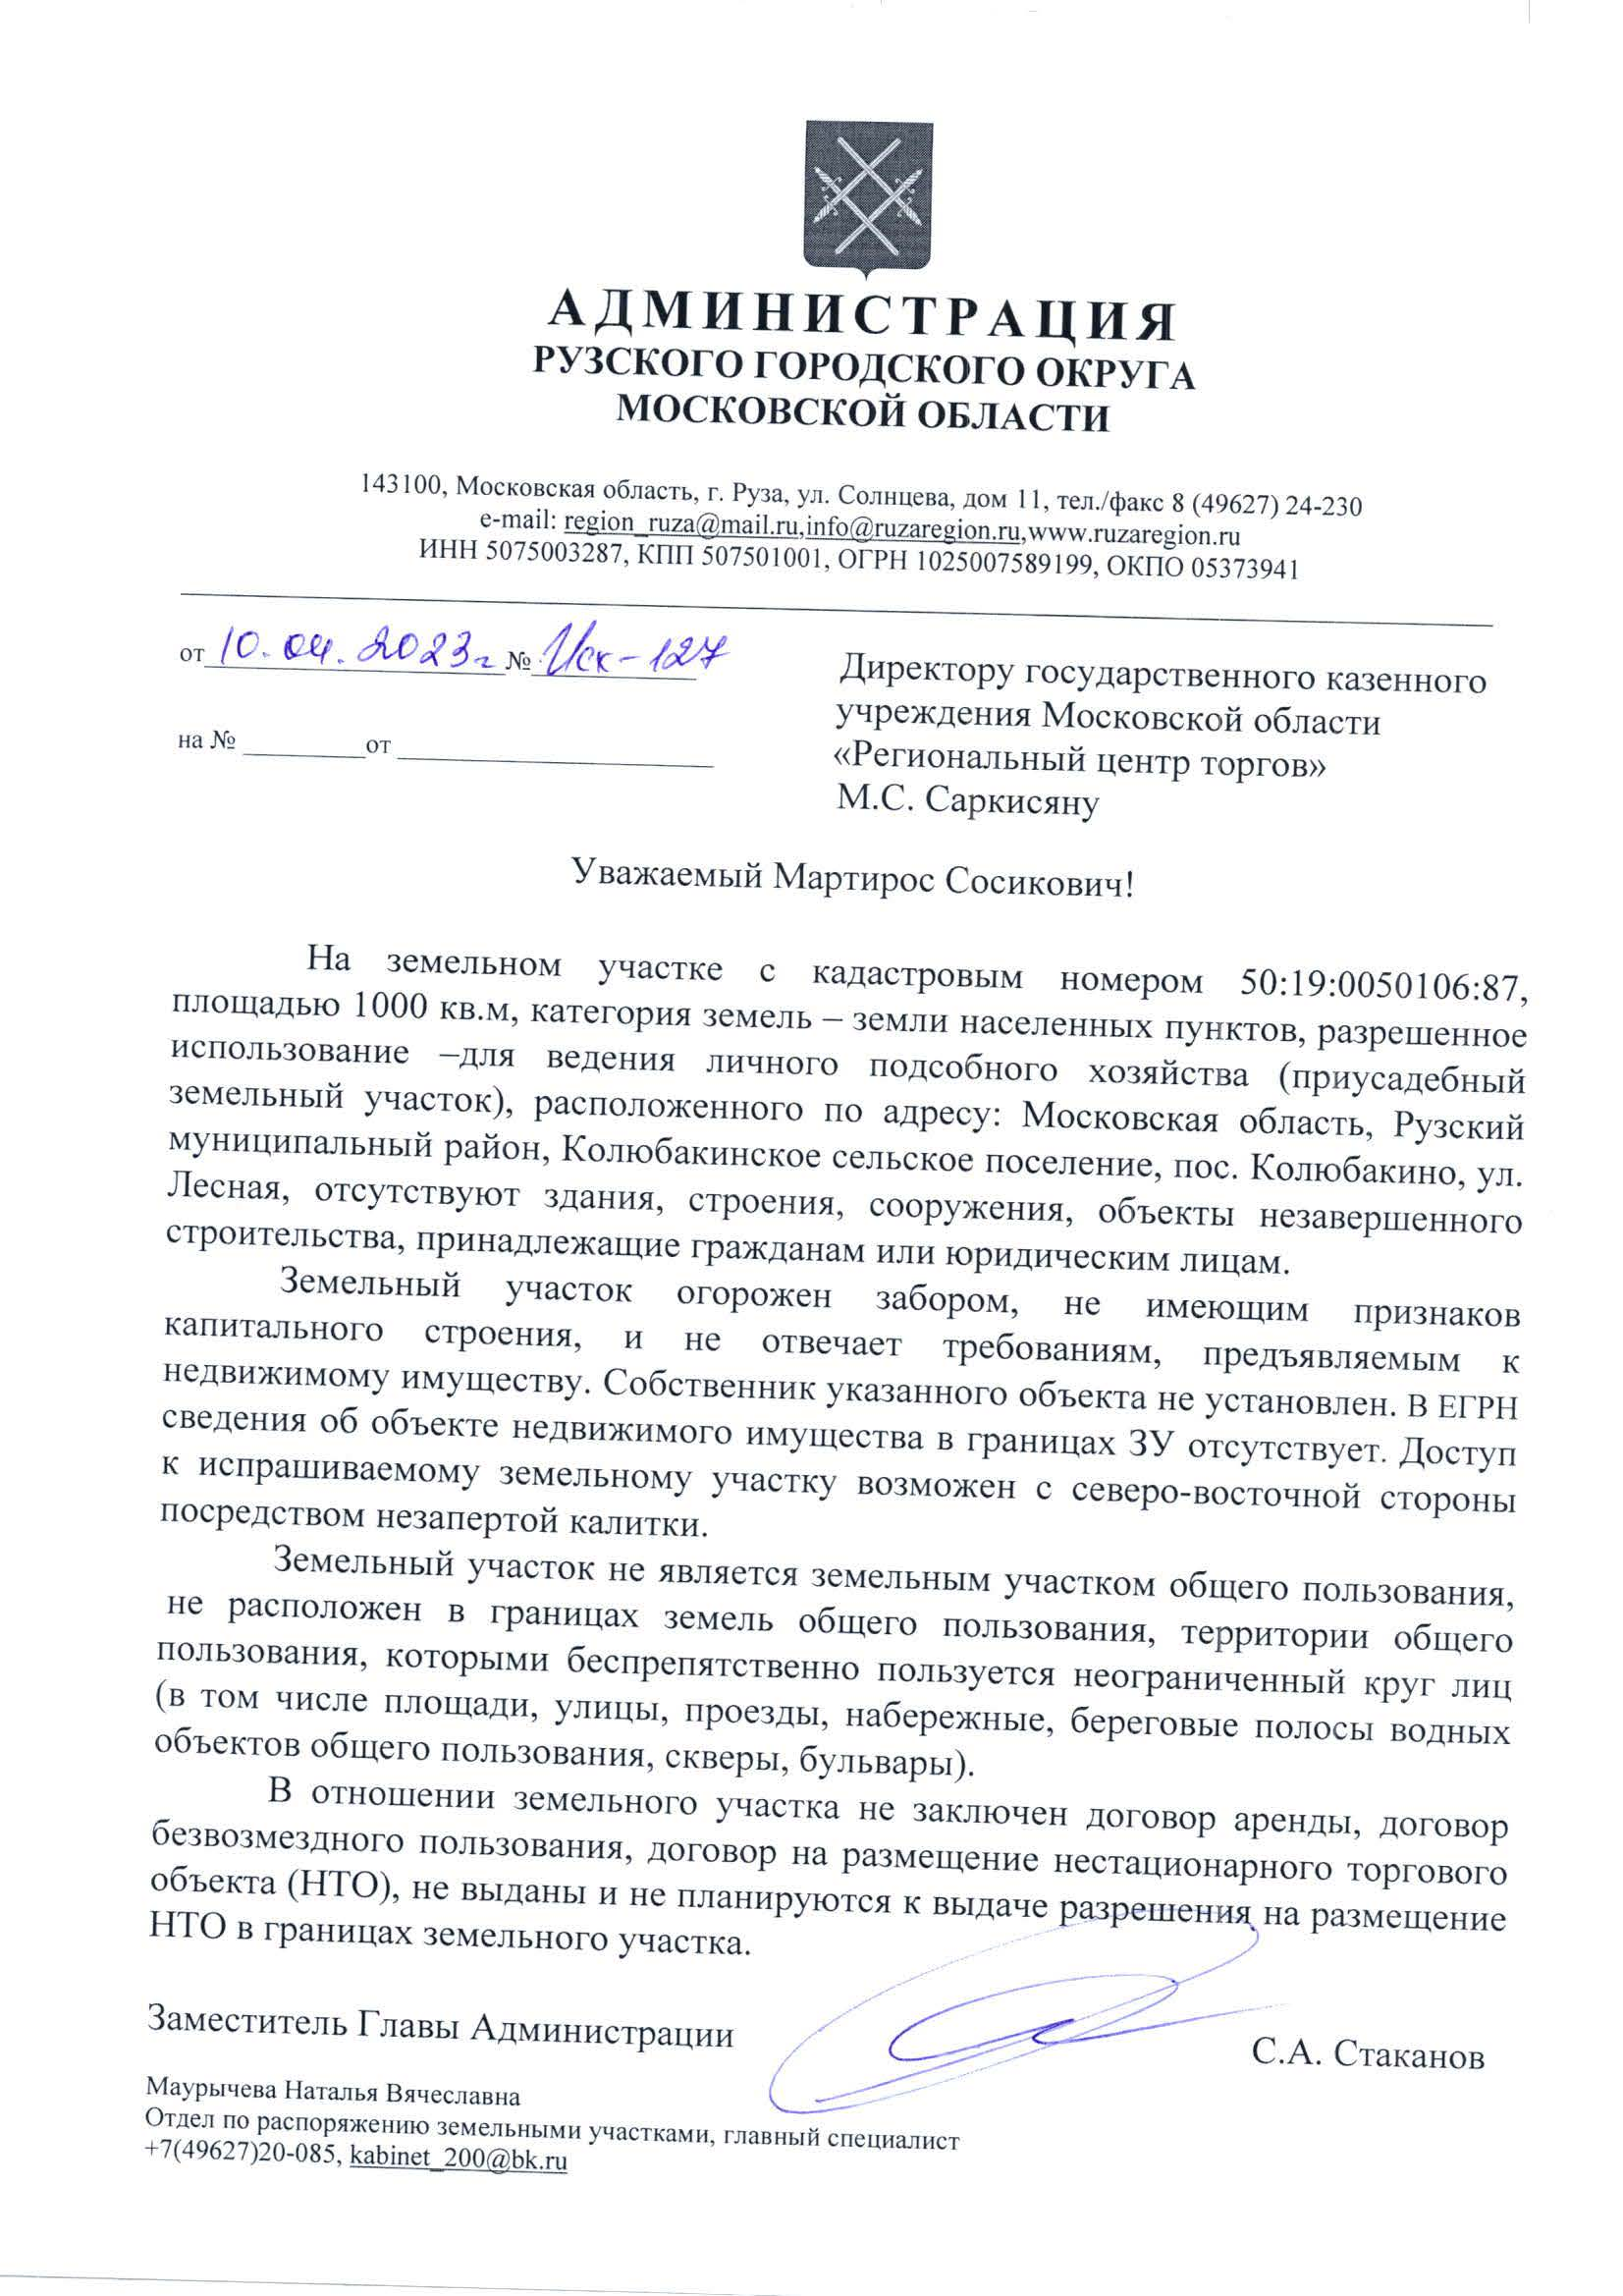 АДМИНИСТРАЦИЯ
РУЗСКОГО ГОРОДСКОГО ОКРУГА
МОСКОВСКОЙ ОБЛАСТИ
143100, Московская область, г. Руза, ул. Солнцева, дом 11, тел./факс 8 (49627) 24-230
e-mail: region_ruza@mail.ru,info@ruzaregion.ru,www.ruzaregion.ru
ИНН 5075003287, КПП 507501001, ОГРН 1025007589199, ОКПО 05373941
от 10.04.2023г № Исх-127
на № _________от _______________________
Директору государственного казенного
учреждения Московской области
«Региональный центр торгов»
М.С. Саркисяну
Уважаемый Мартирос Сосикович!
На земельном участке с кадастровым номером 50:19:0050106:87,
площадью 1000 кв.м, категория земель – земли населенных пунктов, разрешенное
использование –для ведения личного подсобного хозяйства (приусадебный
земельный участок), расположенного по адресу: Московская область, Рузский
муниципальный район, Колюбакинское сельское поселение, пос. Колюбакино, ул.
Лесная, отсутствуют здания, строения, сооружения, объекты незавершенного
строительства, принадлежащие гражданам или юридическим лицам.
Земельный участок огорожен забором, не имеющим признаков
капитального строения, и не отвечает требованиям, предъявляемым к
недвижимому имуществу. Собственник указанного объекта не установлен. В ЕГРН
сведения об объекте недвижимого имущества в границах ЗУ отсутствует. Доступ
к испрашиваемому земельному участку возможен с северо-восточной стороны
посредством незапертой калитки.
Земельный участок не является земельным участком общего пользования,
не расположен в границах земель общего пользования, территории общего
пользования, которыми беспрепятственно пользуется неограниченный круг лиц
(в том числе площади, улицы, проезды, набережные, береговые полосы водных
объектов общего пользования, скверы, бульвары).
В отношении земельного участка не заключен договор аренды, договор
безвозмездного пользования, договор на размещение нестационарного торгового
объекта (НТО), не выданы и не планируются к выдаче разрешения на размещение
НТО в границах земельного участка.
Заместитель Главы Администрации
С.А. Стаканов
Маурычева Наталья Вячеславна
Отдел по распоряжению земельными участками, главный специалист
+7(49627)20-085, kabinet_200@bk.ru